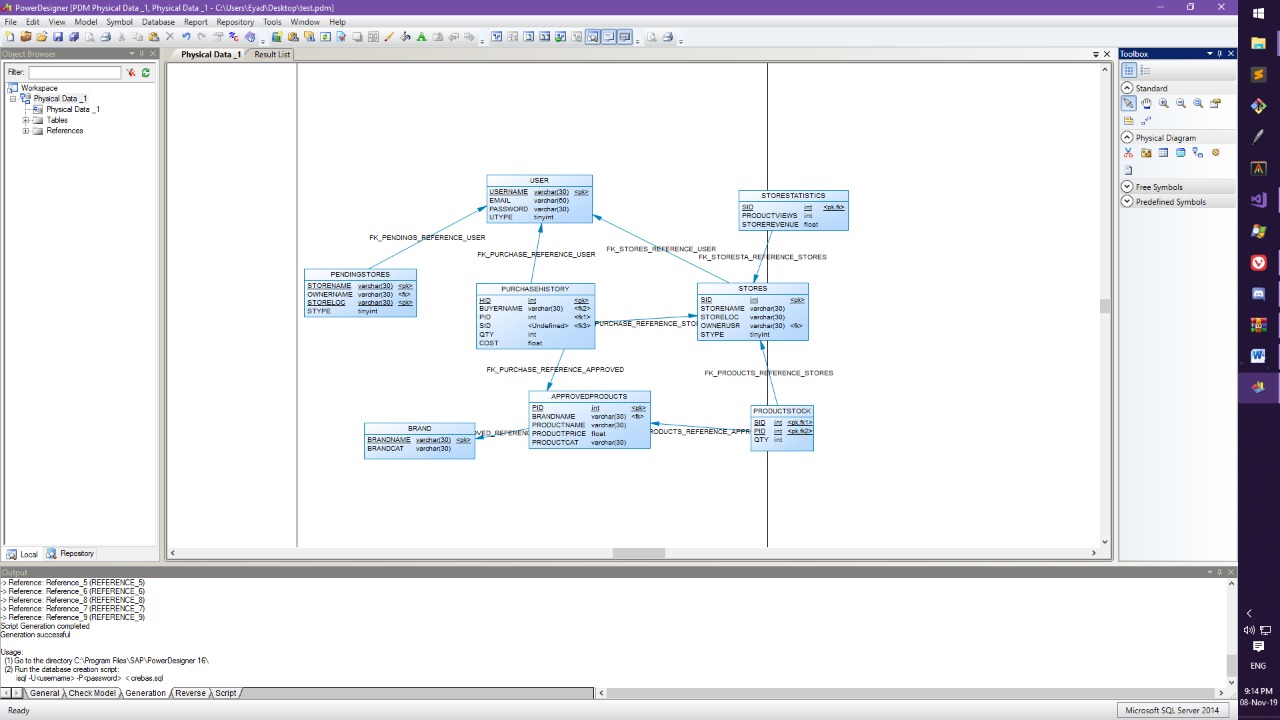 PowerDesigner [PDM Physical Data _1, Physical Data _1 - C:\Users\Eyad\Desktop\test.pdm]
File Edit View Model Symbol Database Report Repository Tools Window Help
Object Browser
Filter:
Workspace
Physical Data _1
Physical Data _1
Tables
References
Local Repository
Physical Data _1 Result List
USER
USERNAME varchar(30) <pk>
EMAIL varchar(60)
PASSWORD varchar(30)
UTYPE tinyint
STORESTATISTICS
SID int <pk,fk>
PRODUCTVIEWS int
STOREREVENUE float
FK_PENDINGS_REFERENCE_USER
FK_PURCHASE_REFERENCE_USER
FK_STORES_REFERENCE_USER
FK_STORESTA_REFERENCE_STORES
PENDINGSTORES
STORENAME varchar(30) <pk>
OWNERNAME varchar(30) <fk>
STORELOC varchar(30) <pk>
STYPE tinyint
PURCHASEHISTORY
HID int <pk>
BUYERNAME varchar(30) <fk2>
PID int <fk1>
SID <Undefined> <fk3>
QTY int
COST float
PURCHASE_REFERENCE_STO
STORES
SID int <pk>
STORENAME varchar(30)
STORELOC varchar(30)
OWNERUSR varchar(30) <fk>
STYPE tinyint
FK_PURCHASE_REFERENCE_APPROVED
FK_PRODUCTS_REFERENCE_STORES
BRAND
BRANDNAME varchar(30) <pk>
BRANDCAT varchar(30)
OVED_REFERENC
APPROVEDPRODUCTS
PID int <pk>
BRANDNAME varchar(30) <fk>
PRODUCTNAME varchar(30)
PRODUCTPRICE float
PRODUCTCAT varchar(30)
RODUCTS_REFERENCE_APPR
PRODUCTSTOCK
SID int <pk,fk1>
PID int <pk,fk2>
QTY int
Toolbox
Standard
Physical Diagram
Free Symbols
Predefined Symbols
Output
-> Reference: Reference_5 (REFERENCE_5)
-> Reference: Reference_6 (REFERENCE_6)
-> Reference: Reference_8 (REFERENCE_8)
-> Reference: Reference_7 (REFERENCE_7)
-> Reference: Reference_9 (REFERENCE_9)
Script Generation completed
Generation successful
Usage:
(1) Go to the directory C:\Program Files\SAP\PowerDesigner 16\
(2) Run the database creation script:
isql -U<username> -P<password> < crebas.sql
General Check Model Generation Reverse Script
Ready
Microsoft SQL Server 2014
ENG
9:14 PM
08-Nov-19